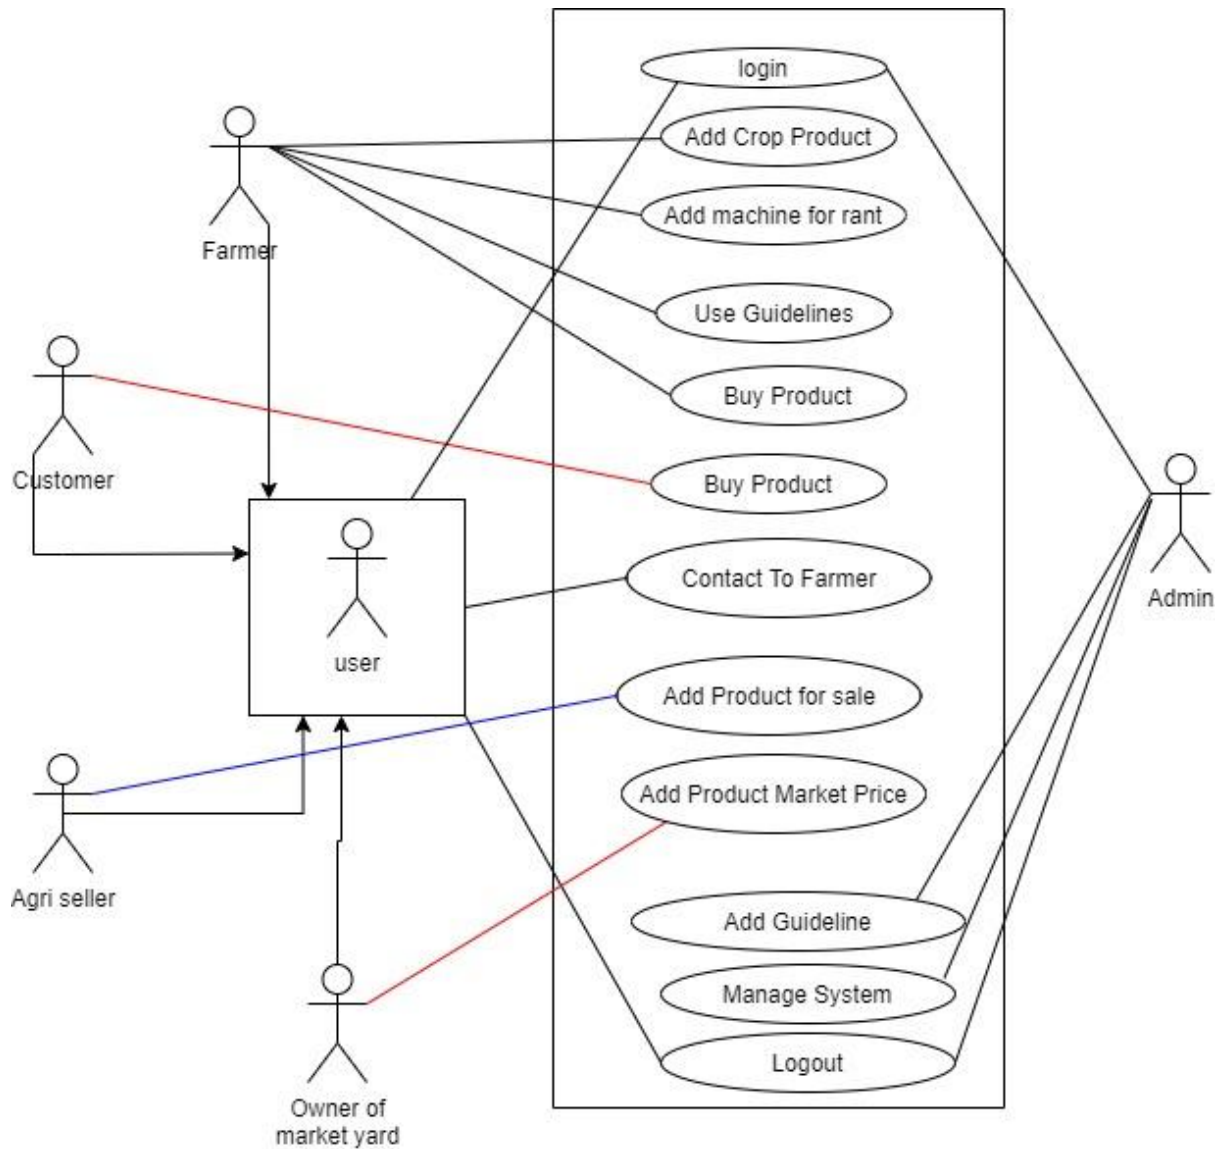 login
Add Crop Product
Add machine for rant
Farmer
Use Guidelines
Buy Product
Customer
Buy Product
Contact To Farmer
Admin
user
Add Product for sale
Add Product Market Price
Agri seller
Add Guideline
Manage System
Logout
Owner of
market yard